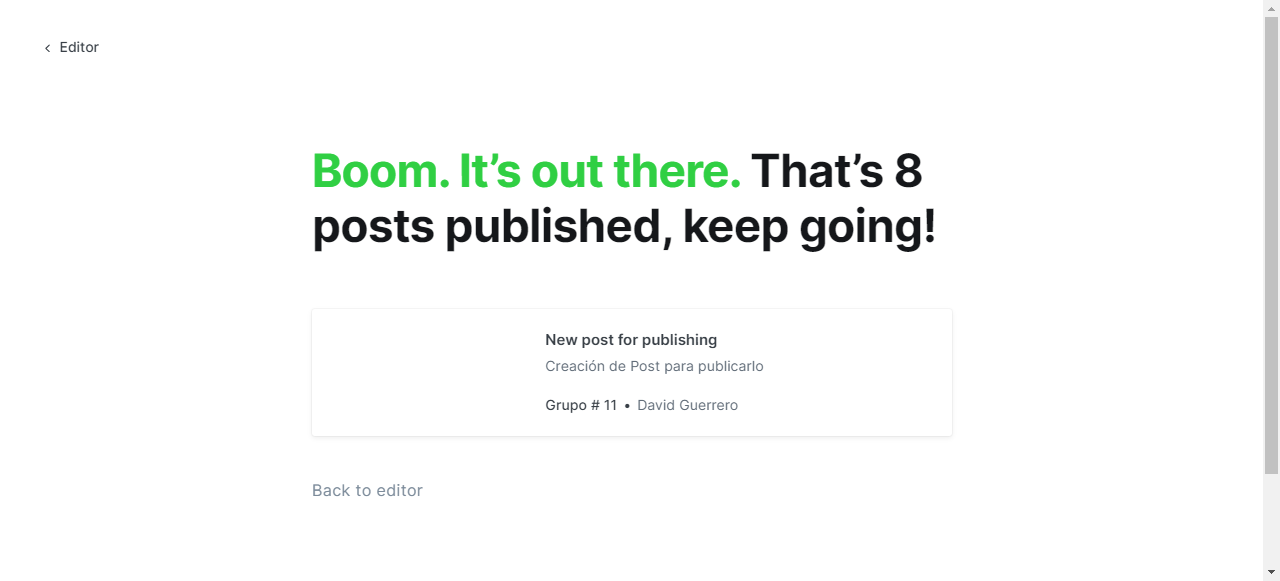 Editor
Boom. It’s out there. That’s 8
posts published, keep going!
New post for publishing
Creación de Post para publicarlo
Grupo # 11 • David Guerrero
Back to editor